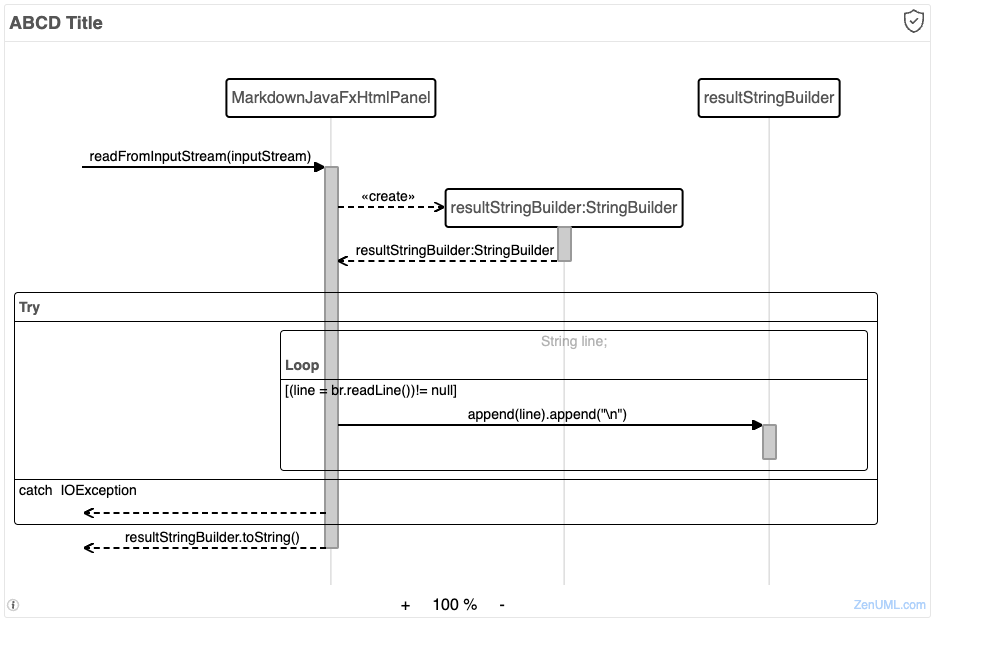 ABCD Title
MarkdownJavaFxHtmlPanel
resultStringBuilder
readFromInputStream(inputStream)
«create»
resultStringBuilder:StringBuilder
resultStringBuilder:StringBuilder
Try
String line;
Loop
[(line = br.readLine())!= null]
append(line).append("\n")
catch IOException
resultStringBuilder.toString()
+ 100 % -
ZenUML.com